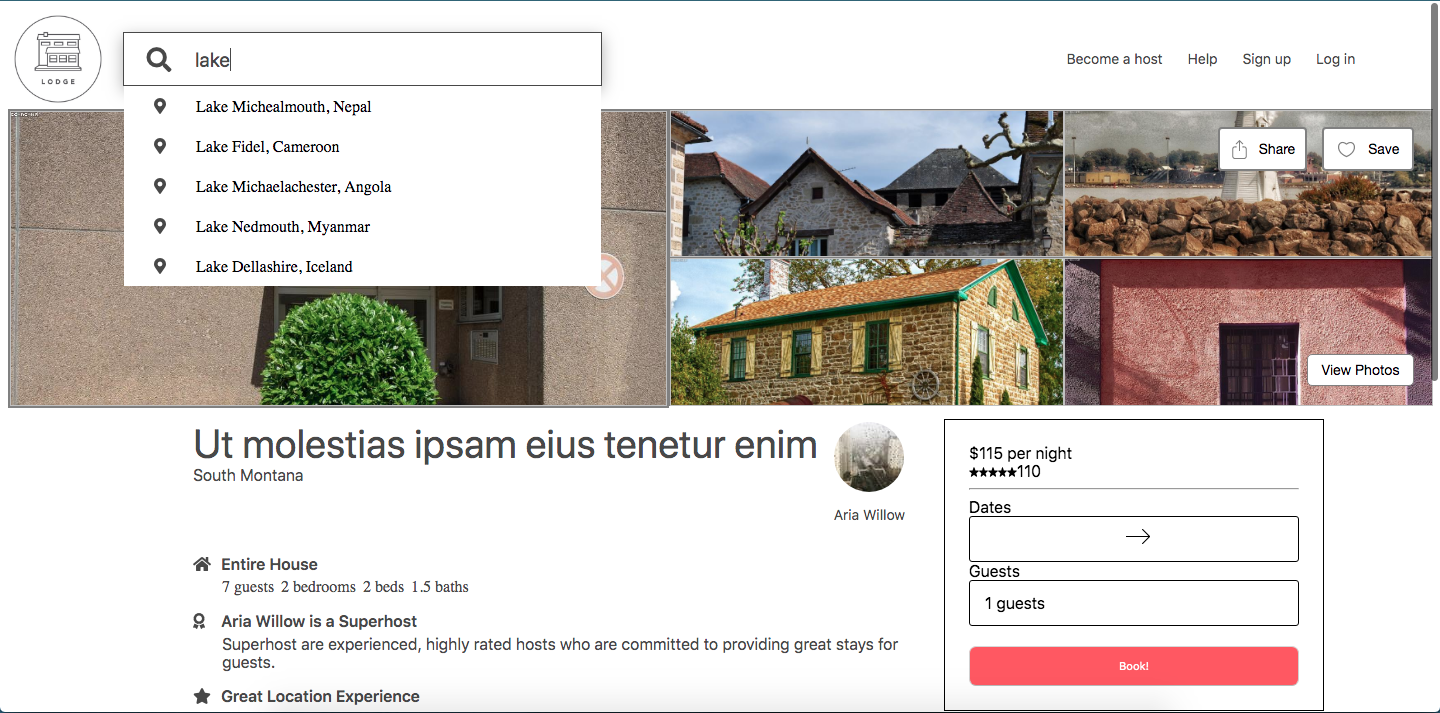 LODGE
lake
Become a host
Help
Sign up
Log in
Lake Michealmouth, Nepal
Lake Fidel, Cameroon
Lake Michaelachester, Angola
Lake Nedmouth, Myanmar
Lake Dellashire, Iceland
Share
Save
View Photos
Ut molestias ipsam eius tenetur enim
South Montana
Aria Willow
Entire House
7 guests 2 bedrooms 2 beds 1.5 baths
Aria Willow is a Superhost
Superhost are experienced, highly rated hosts who are committed to providing great stays for
guests.
Great Location Experience
$115 per night
★★★★★110
Dates
→
Guests
1 guests
Book!